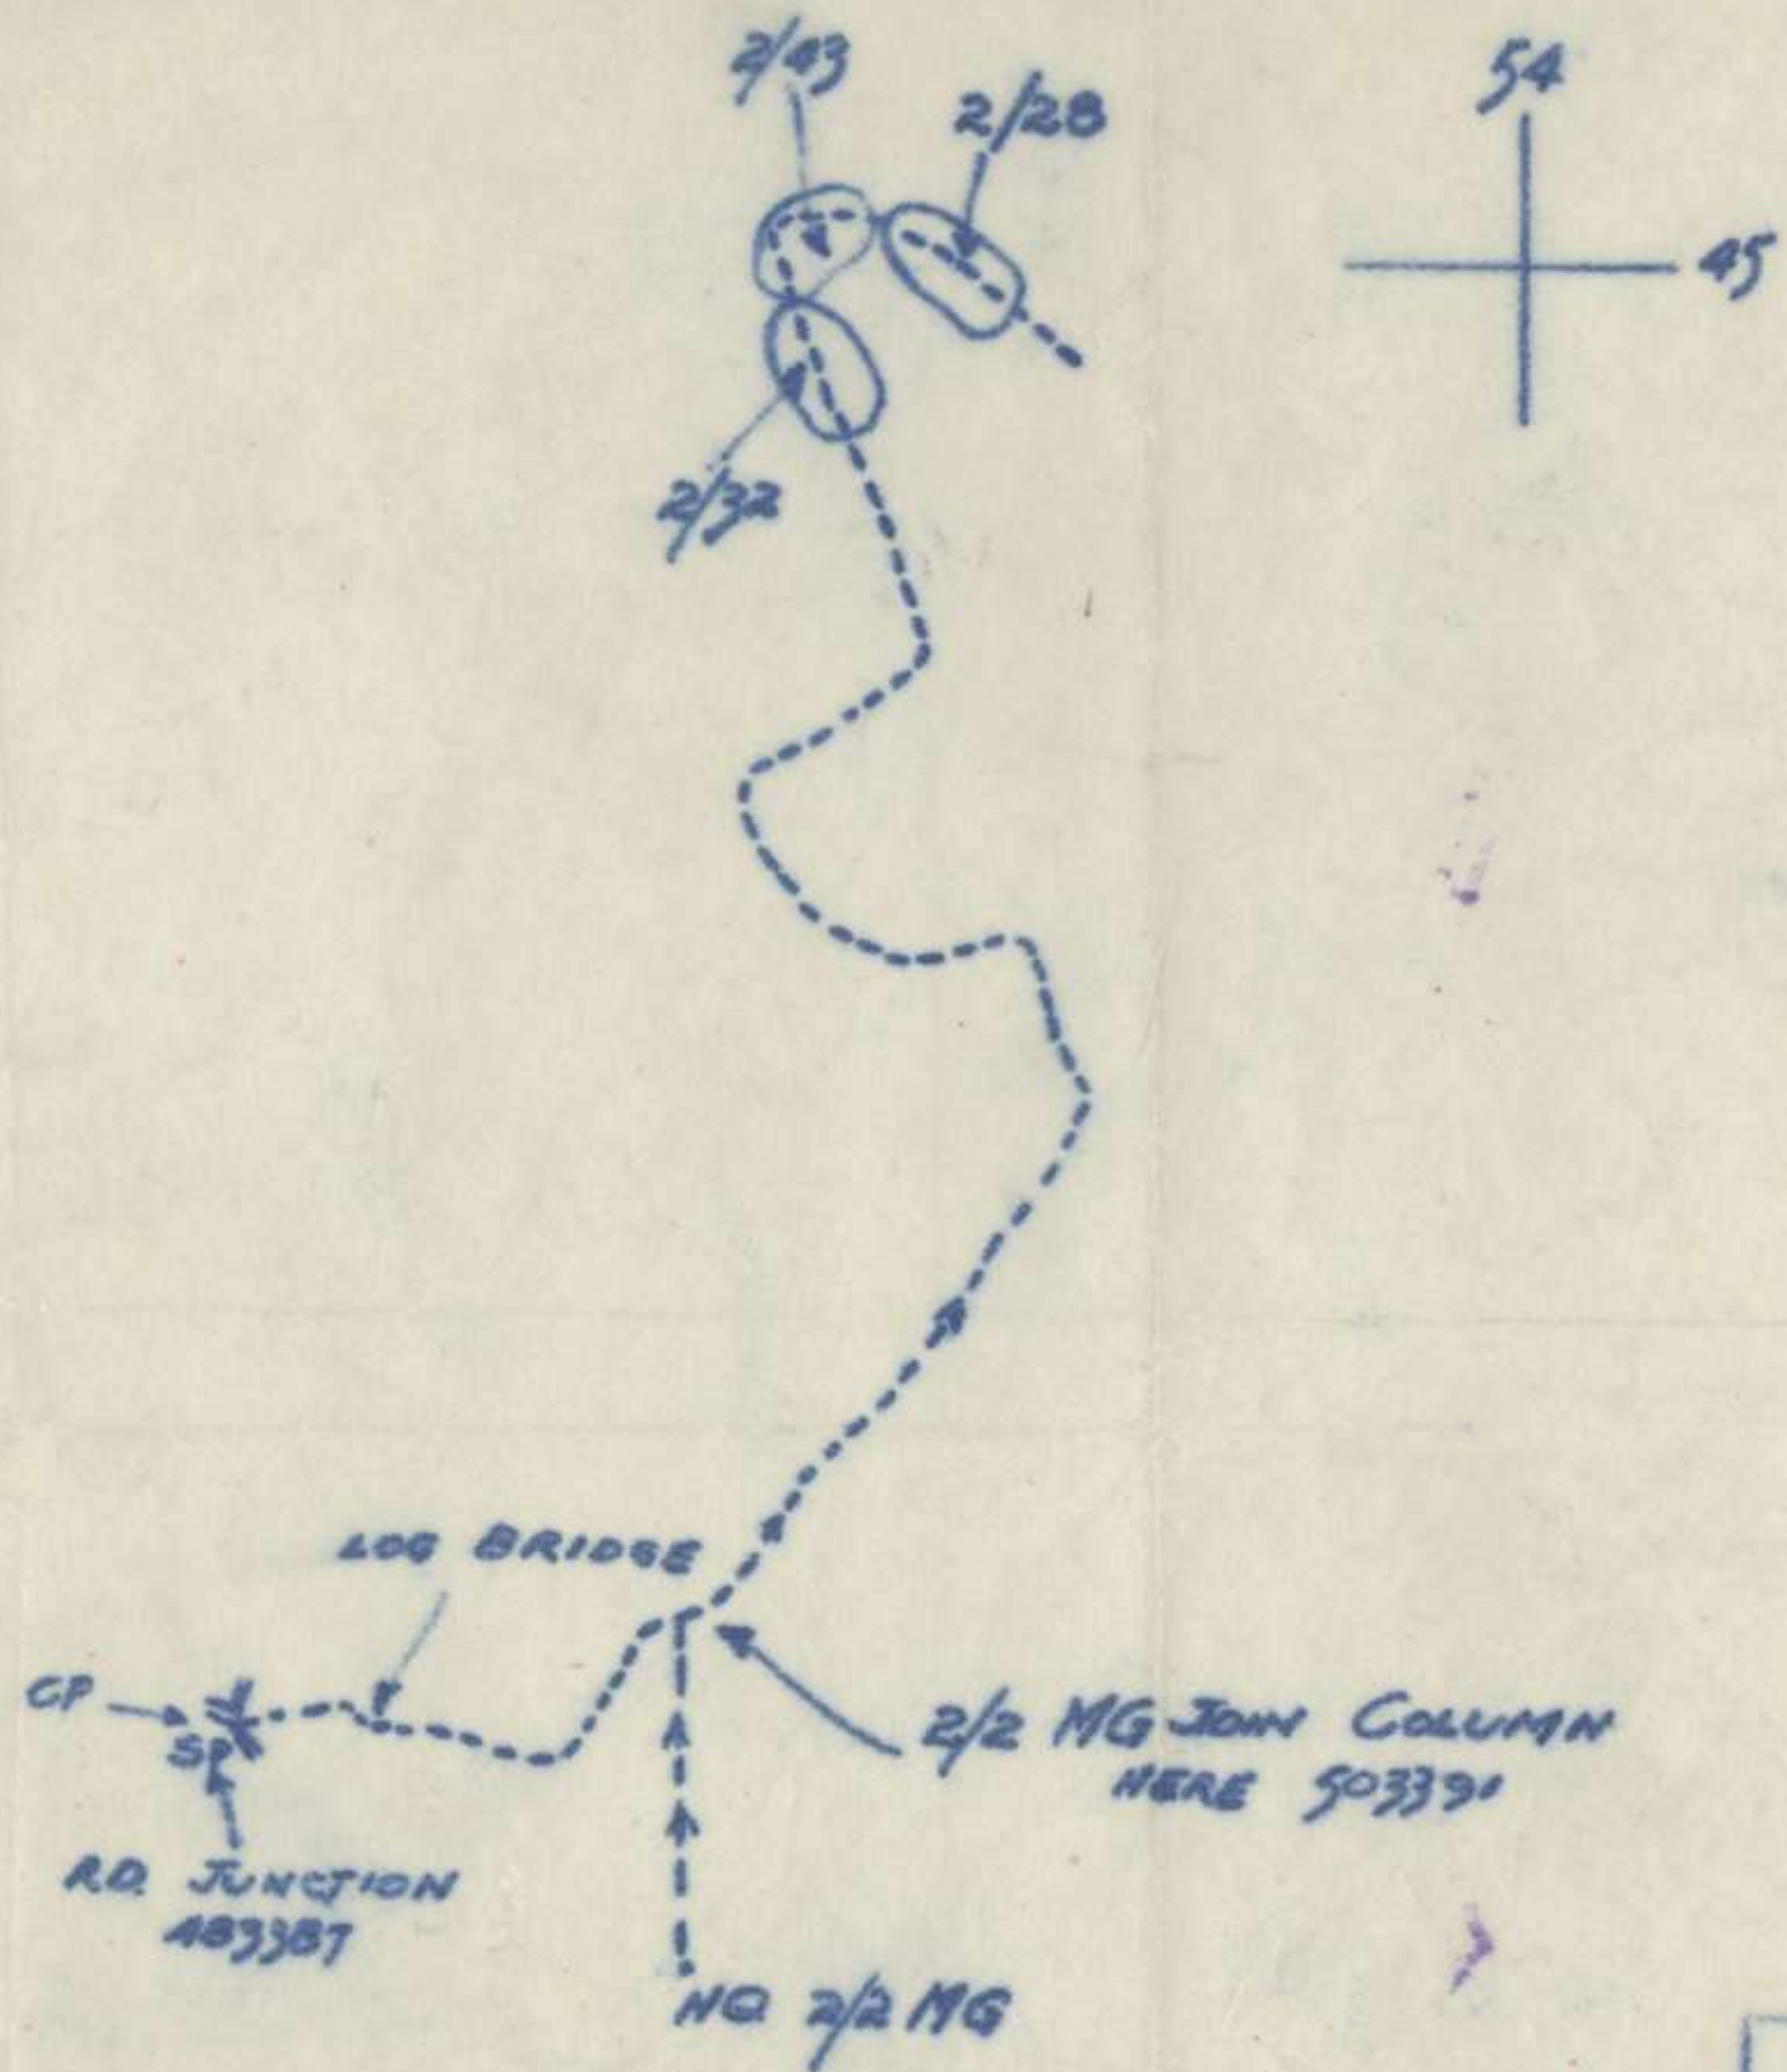 2/43
2/28
54
45
2/32
LOG BRIDGE
CP
SP
2/2 MG JOIN COLUMN
HERE 503391
RD. JUNCTION
483387
HQ 2/2 MG